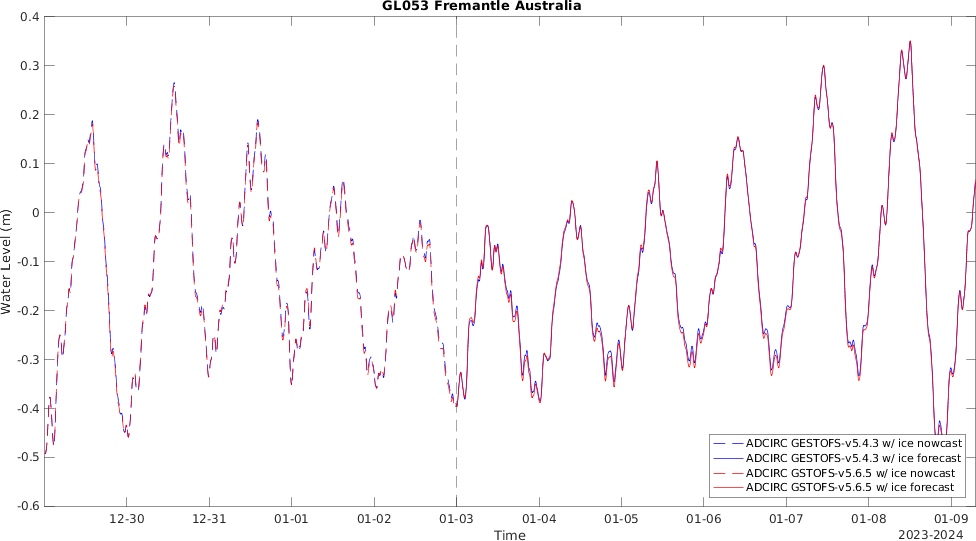 GL053 Fremantle Australia
0.4
0.3
0.2
0.1
0
-0.1
-0.2
-0.3
-0.4
-0.5
-0.6
Water Level (m)
ADCIRC GESTOFS-v5.4.3 w/ ice nowcast
ADCIRC GESTOFS-v5.4.3 w/ ice forecast
ADCIRC GSTOFS-v5.6.5 w/ ice nowcast
ADCIRC GSTOFS-v5.6.5 w/ ice forecast
12-30 12-31 01-01 01-02 01-03 01-04 01-05 01-06 01-07 01-08 01-09
Time
2023-2024